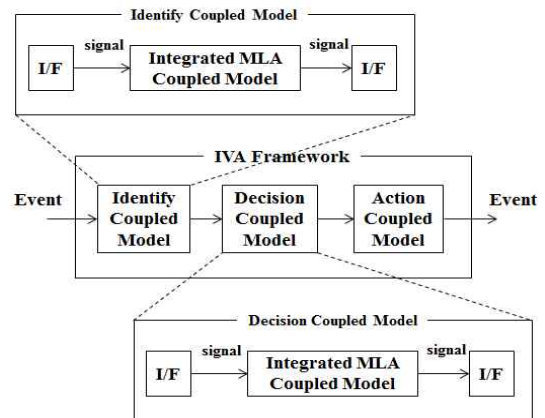 Identify Coupled Model
signal
signal
I/F
Integrated MLA
Coupled Model
I/F
IVA Framework
Event
Identify
Coupled
Model
Decision
Coupled
Model
Action
Coupled
Model
Event
Decision Coupled Model
signal
signal
I/F
Integrated MLA
Coupled Model
I/F